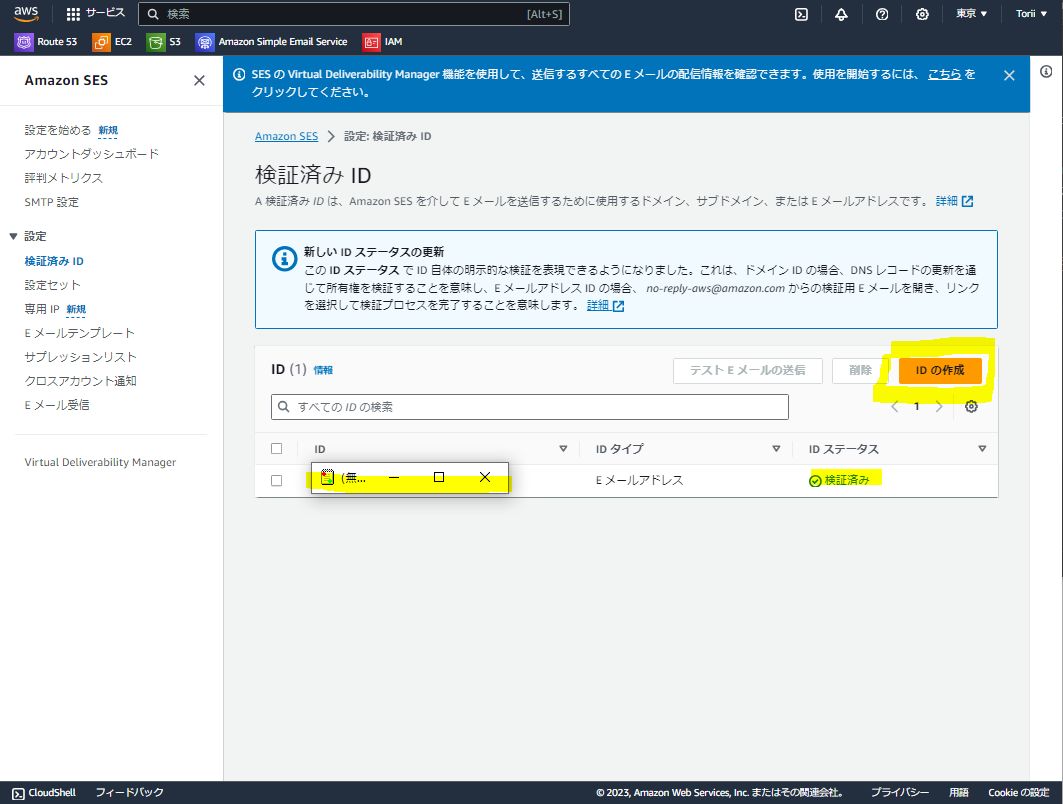 aws
サービス
検索
[Alt+S]
東京 ▼
Torii ▼
Route 53
EC2
S3
Amazon Simple Email Service
IAM
Amazon SES
設定を始める 新規
アカウントダッシュボード
評判メトリクス
SMTP 設定
設定
検証済み ID
設定セット
専用 IP 新規
E メールテンプレート
サプレッションリスト
クロスアカウント通知
E メール受信
Virtual Deliverability Manager
SES の Virtual Deliverability Manager 機能を使用して、送信するすべての E メールの配信情報を確認できます。使用を開始するには、 こちら を
クリックしてください。
Amazon SES > 設定: 検証済み ID
検証済み ID
A 検証済み ID は、Amazon SES を介して E メールを送信するために使用するドメイン、サブドメイン、または E メールアドレスです。 詳細
新しい ID ステータスの更新
この ID ステータス で ID 自体の明示的な検証を表現できるようになりました。これは、ドメイン ID の場合、DNS レコードの更新を通
じて所有権を検証することを意味し、E メールアドレス ID の場合、 no-reply-aws@amazon.com からの検証用 E メールを開き、リンク
を選択して検証プロセスを完了することを意味します。 詳細
ID (1) 情報
テスト E メールの送信
削除
ID の作成
すべての ID の検索
1
ID
ID タイプ
ID ステータス
(無...
E メールアドレス
検証済み
CloudShell
フィードバック
© 2023, Amazon Web Services, Inc. またはその関連会社。
プライバシー
用語
Cookie の設定